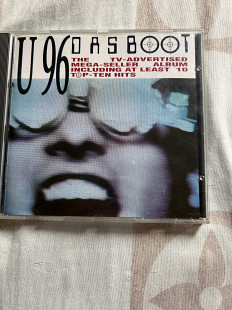 U 96 DAS BOOT
THE TV-ADVERTISED
MEGA-SELLER ALBUM
INCLUDING AT LEAST 10
TOP-TEN HITS